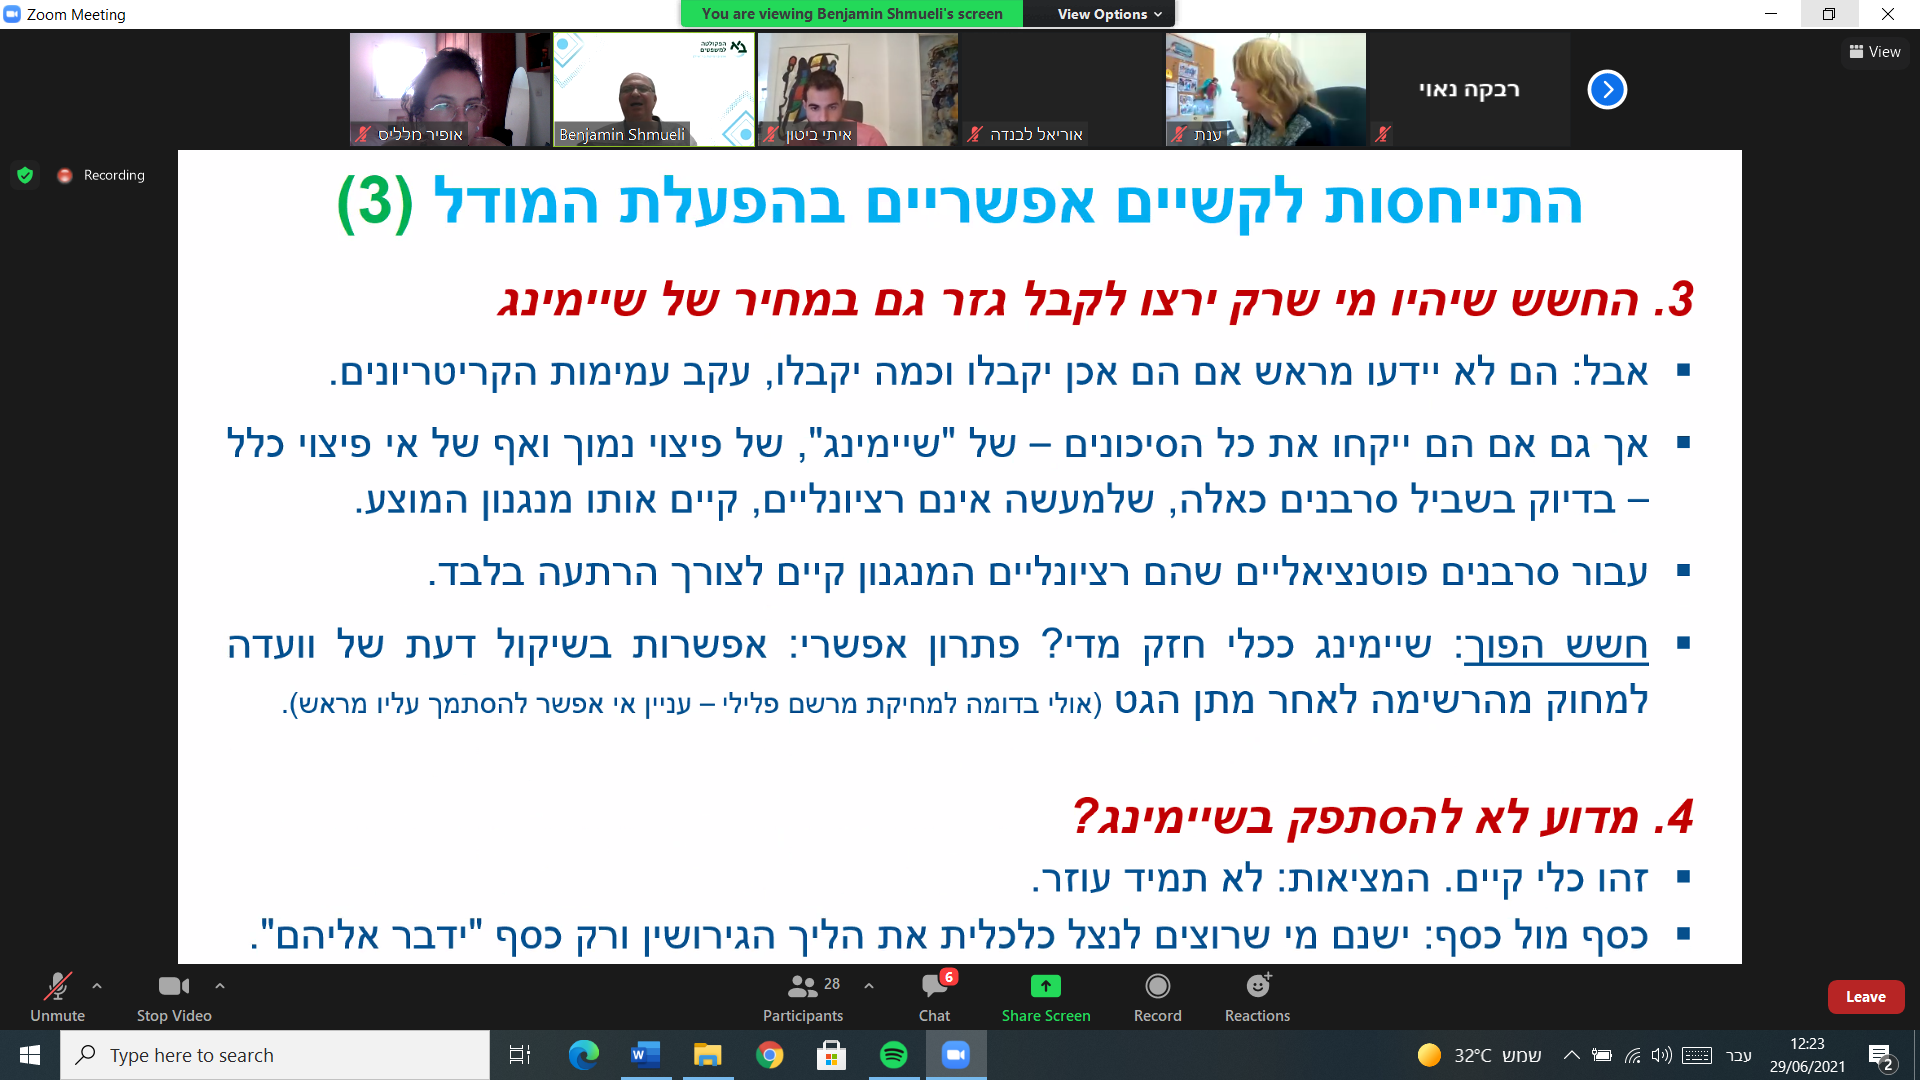 Zoom Meeting
You are viewing Benjamin Shmueli's screen
View Options
View
הפקולטה
למשפטים
אופיר מלליס
Benjamin Shmueli
איתי ביטון
אוריאל לבנדה
ענת
רבקה נאוי
Recording
התייחסות לקשיים אפשריים בהפעלת המודל (3)
3. החשש שיהיו מי שרק ירצו לקבל גזר גם במחיר של שיימינג
▪ אבל: הם לא יידעו מראש אם הם אכן יקבלו וכמה יקבלו, עקב עמימות הקריטריונים.
▪ אך גם אם הם ייקחו את כל הסיכונים – של "שיימינג", של פיצוי נמוך ואף של אי פיצוי כלל
– בדיוק בשביל סרבנים כאלה, שלמעשה אינם רציונליים, קיים אותו מנגנון המוצע.
▪ עבור סרבנים פוטנציאליים שהם רציונליים המנגנון קיים לצורך הרתעה בלבד.
▪ חשש הפוך: שיימינג ככלי חזק מדי? פתרון אפשרי: אפשרות בשיקול דעת של וועדה
למחוק מהרשימה לאחר מתן הגט (אולי בדומה למחיקת מרשם פלילי – עניין אי אפשר להסתמך עליו מראש).
4. מדוע לא להסתפק בשיימינג?
▪ זהו כלי קיים. המציאות: לא תמיד עוזר.
▪ כסף מול כסף: ישנם מי שרוצים לנצל כלכלית את הליך הגירושין ורק כסף "ידבר אליהם".
Unmute
Stop Video
28
Participants
6
Chat
Share Screen
Record
Reactions
Leave
Type here to search
32°C שמש
עבר
12:23
29/06/2021
2